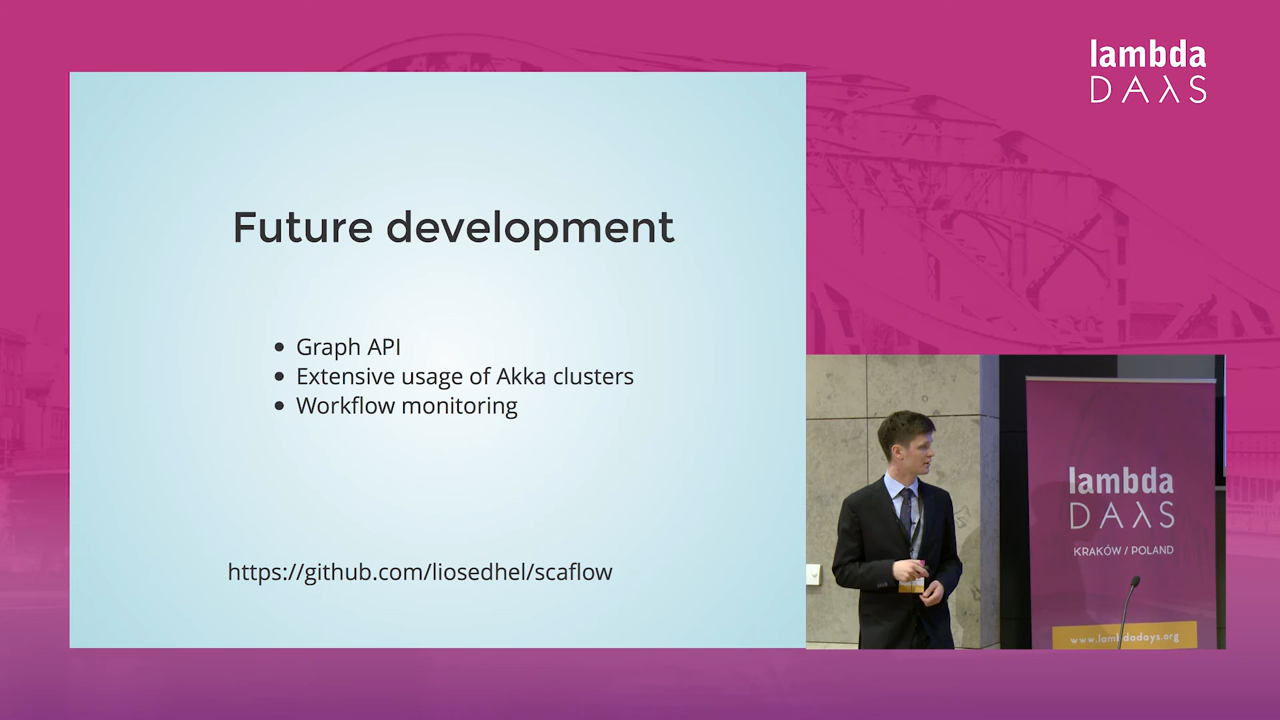 lambda
DAλS
Future development
Graph API
Extensive usage of Akka clusters
Workflow monitoring
https://github.com/liosedhel/scaflow
lambda
DAλS
KRAKÓW / POLAND
www.lambdadays.org